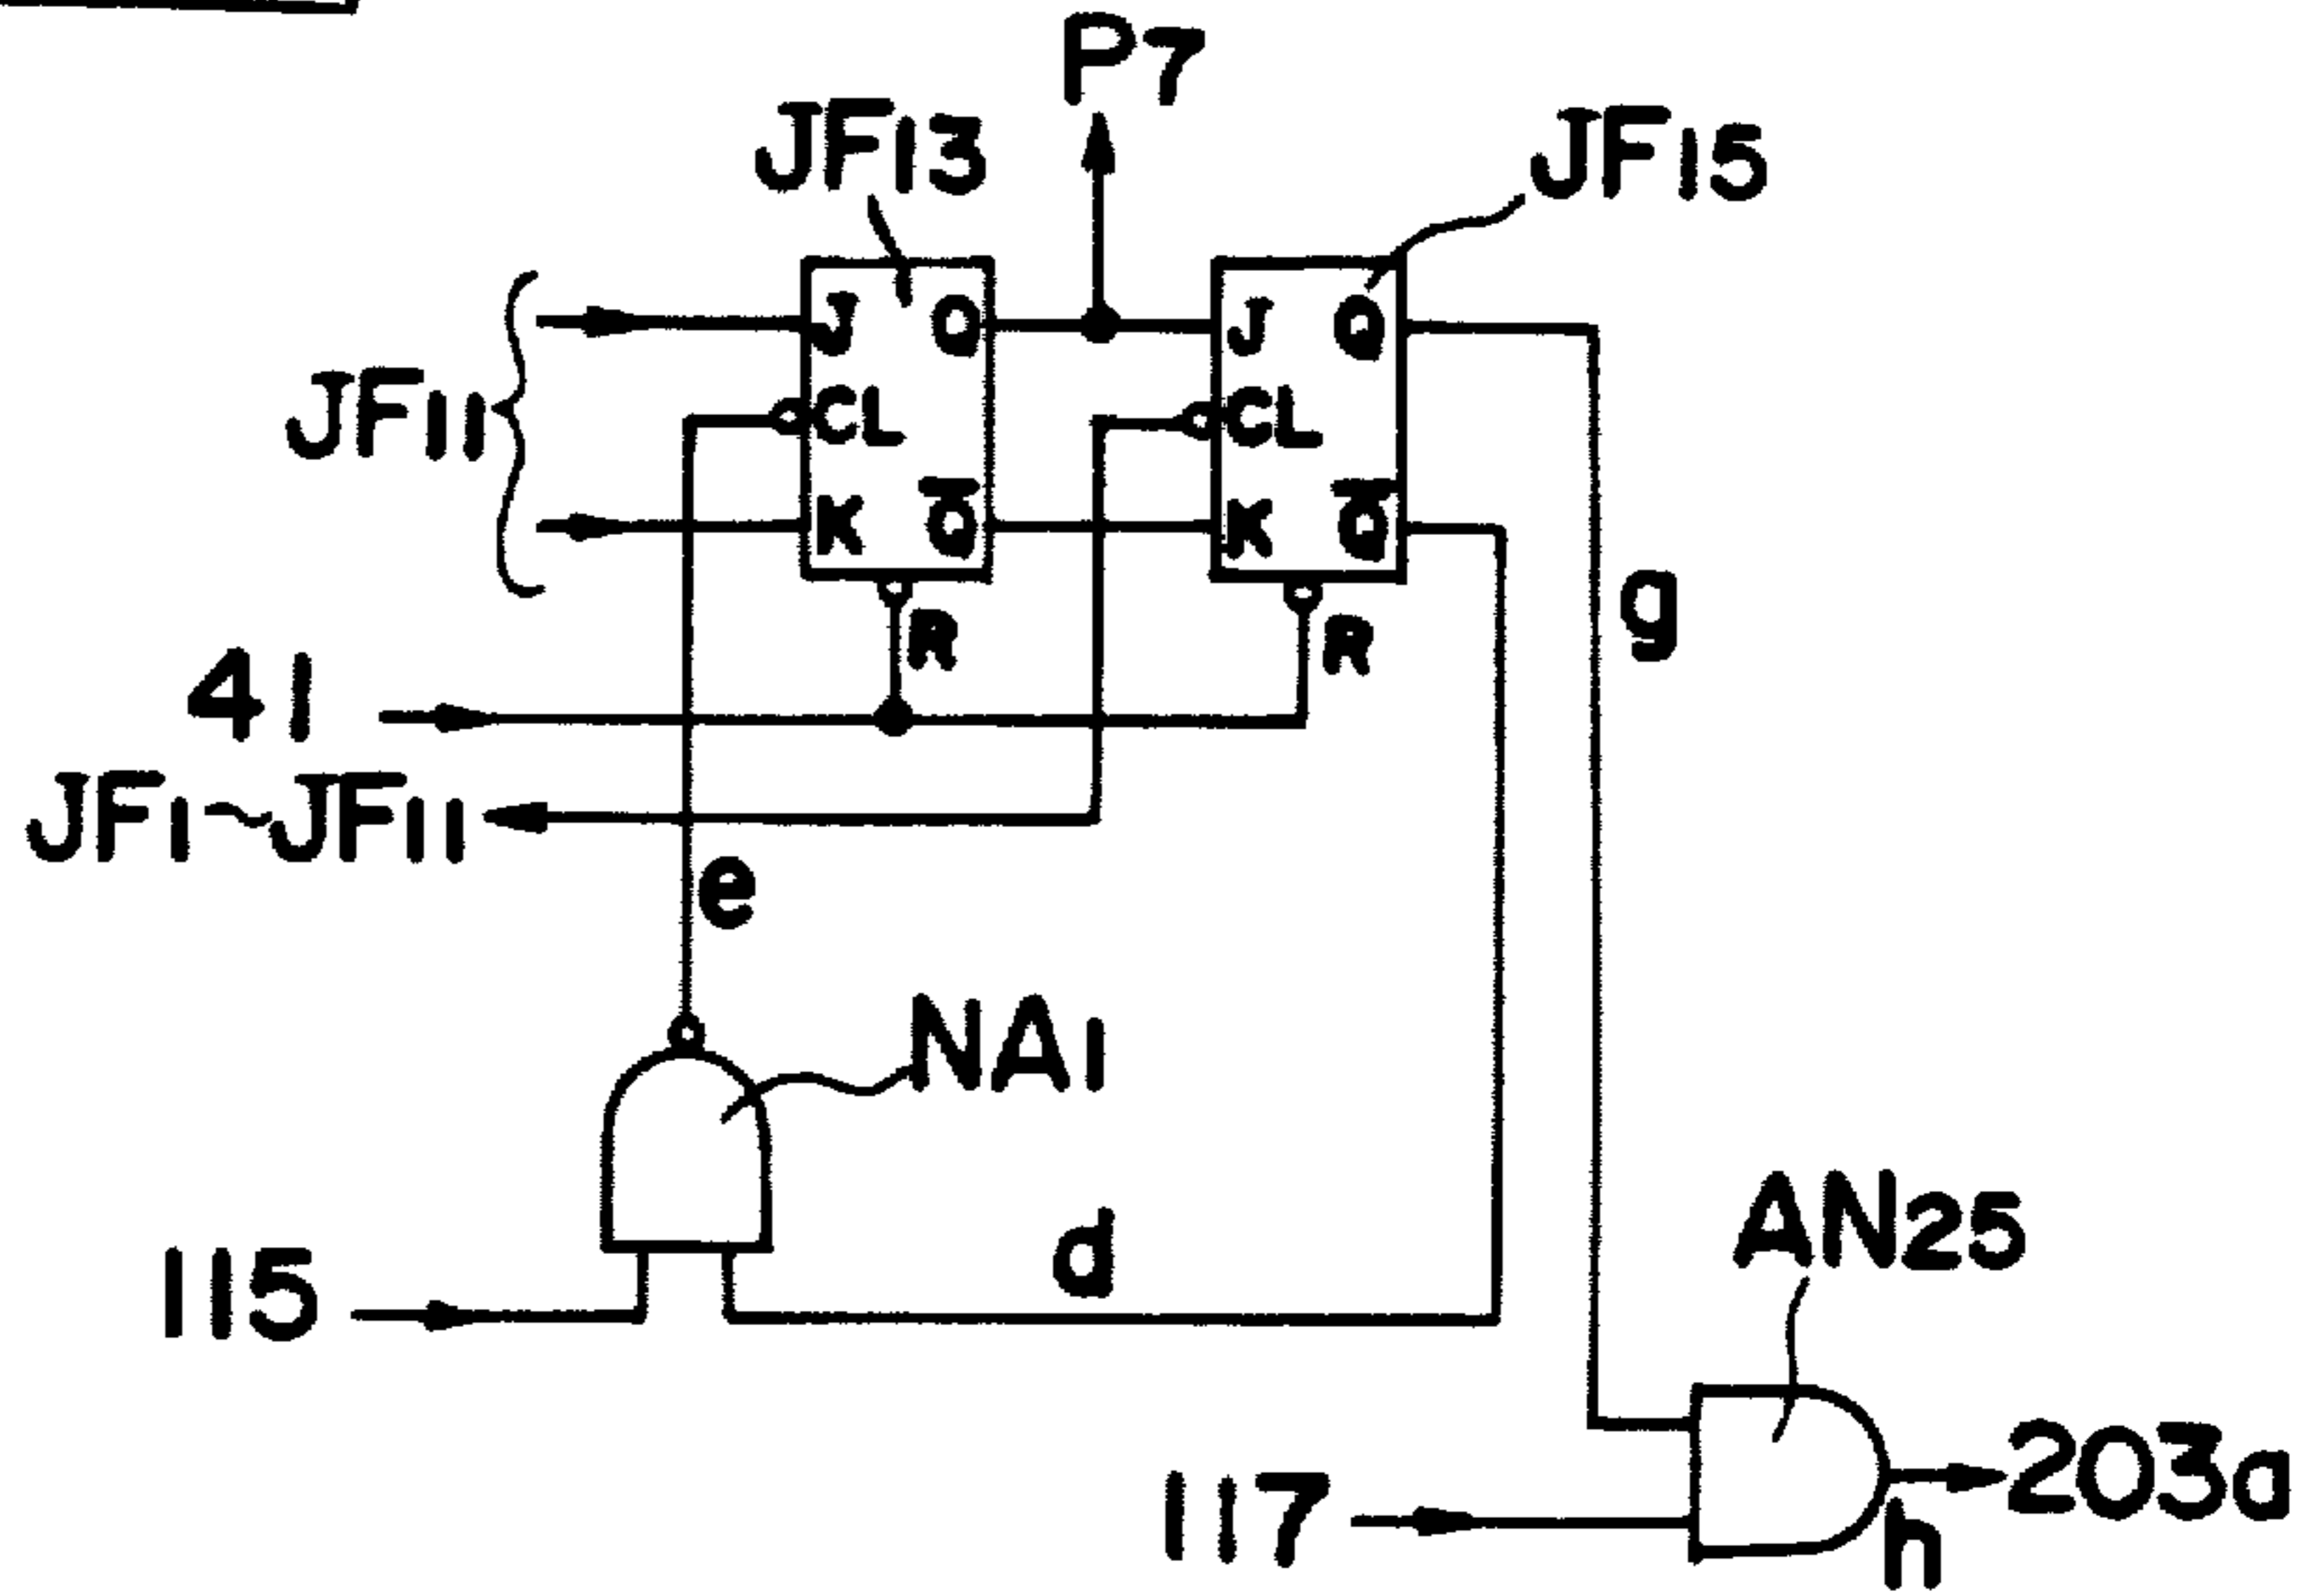 P7
JF13
JF15
J Q
J Q
CL
CL
JF11
K Q̅
K Q̅
R
R
g
41
JF1~JF11
e
NA1
d
AN25
115
203a
117
h